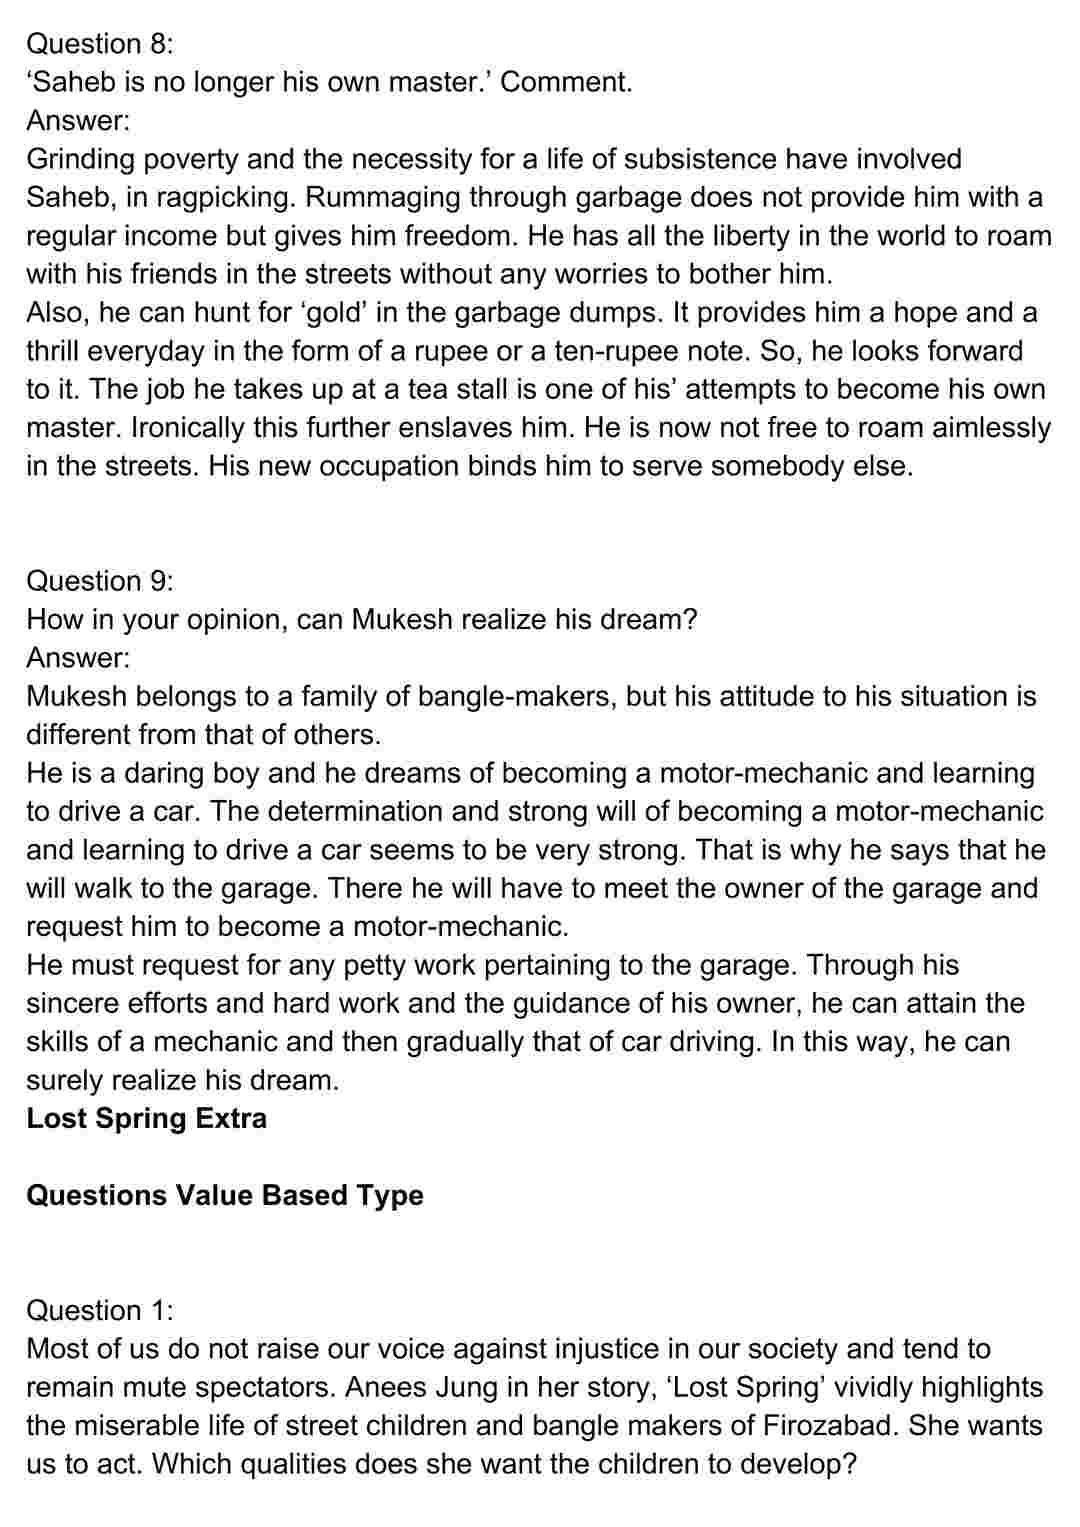 Question 8:
‘Saheb is no longer his own master.’ Comment.
Answer:
Grinding poverty and the necessity for a life of subsistence have involved
Saheb, in ragpicking. Rummaging through garbage does not provide him with a
regular income but gives him freedom. He has all the liberty in the world to roam
with his friends in the streets without any worries to bother him.
Also, he can hunt for ‘gold’ in the garbage dumps. It provides him a hope and a
thrill everyday in the form of a rupee or a ten-rupee note. So, he looks forward
to it. The job he takes up at a tea stall is one of his’ attempts to become his own
master. Ironically this further enslaves him. He is now not free to roam aimlessly
in the streets. His new occupation binds him to serve somebody else.
Question 9:
How in your opinion, can Mukesh realize his dream?
Answer:
Mukesh belongs to a family of bangle-makers, but his attitude to his situation is
different from that of others.
He is a daring boy and he dreams of becoming a motor-mechanic and learning
to drive a car. The determination and strong will of becoming a motor-mechanic
and learning to drive a car seems to be very strong. That is why he says that he
will walk to the garage. There he will have to meet the owner of the garage and
request him to become a motor-mechanic.
He must request for any petty work pertaining to the garage. Through his
sincere efforts and hard work and the guidance of his owner, he can attain the
skills of a mechanic and then gradually that of car driving. In this way, he can
surely realize his dream.
Lost Spring Extra
Questions Value Based Type
Question 1:
Most of us do not raise our voice against injustice in our society and tend to
remain mute spectators. Anees Jung in her story, ‘Lost Spring’ vividly highlights
the miserable life of street children and bangle makers of Firozabad. She wants
us to act. Which qualities does she want the children to develop?